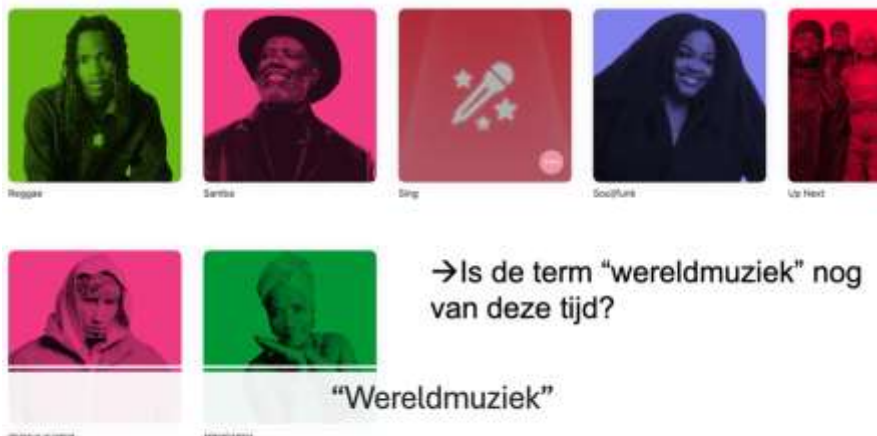 Reggae
Samba
Sing
Soul/Funk
Up Next
→Is de term “wereldmuziek” nog
van deze tijd?
“Wereldmuziek”